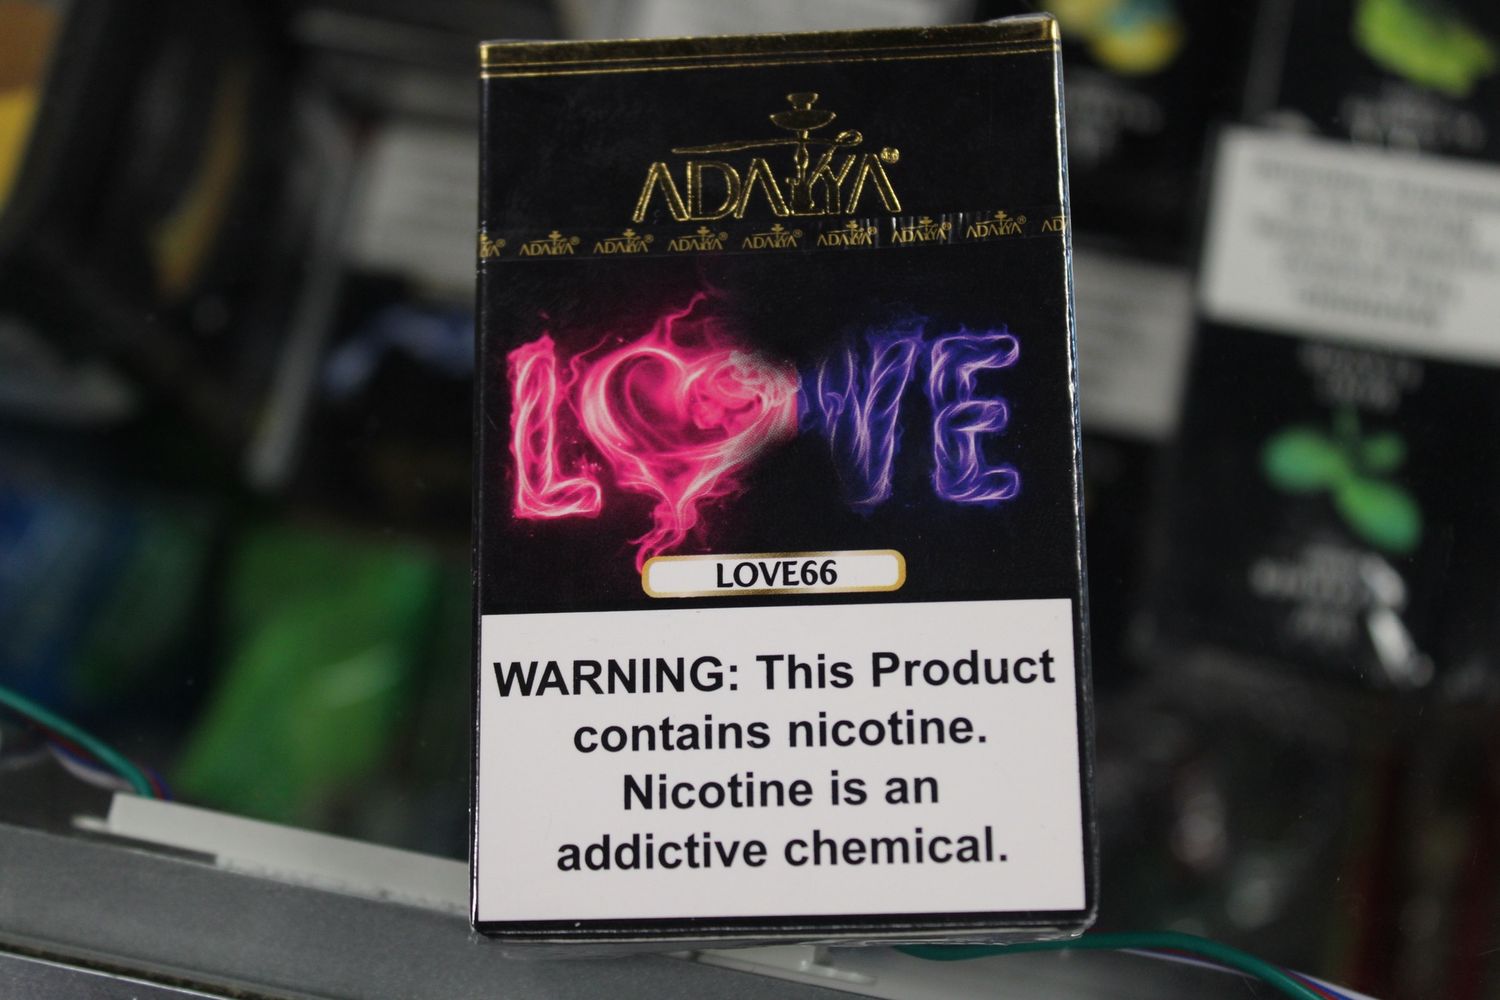 ADALYA®
ADALYA® ADALYA® ADALYA® ADALYA® ADALYA® ADALYA® ADALYA®
LOVE
LOVE66
WARNING: This Product
contains nicotine.
Nicotine is an
addictive chemical.